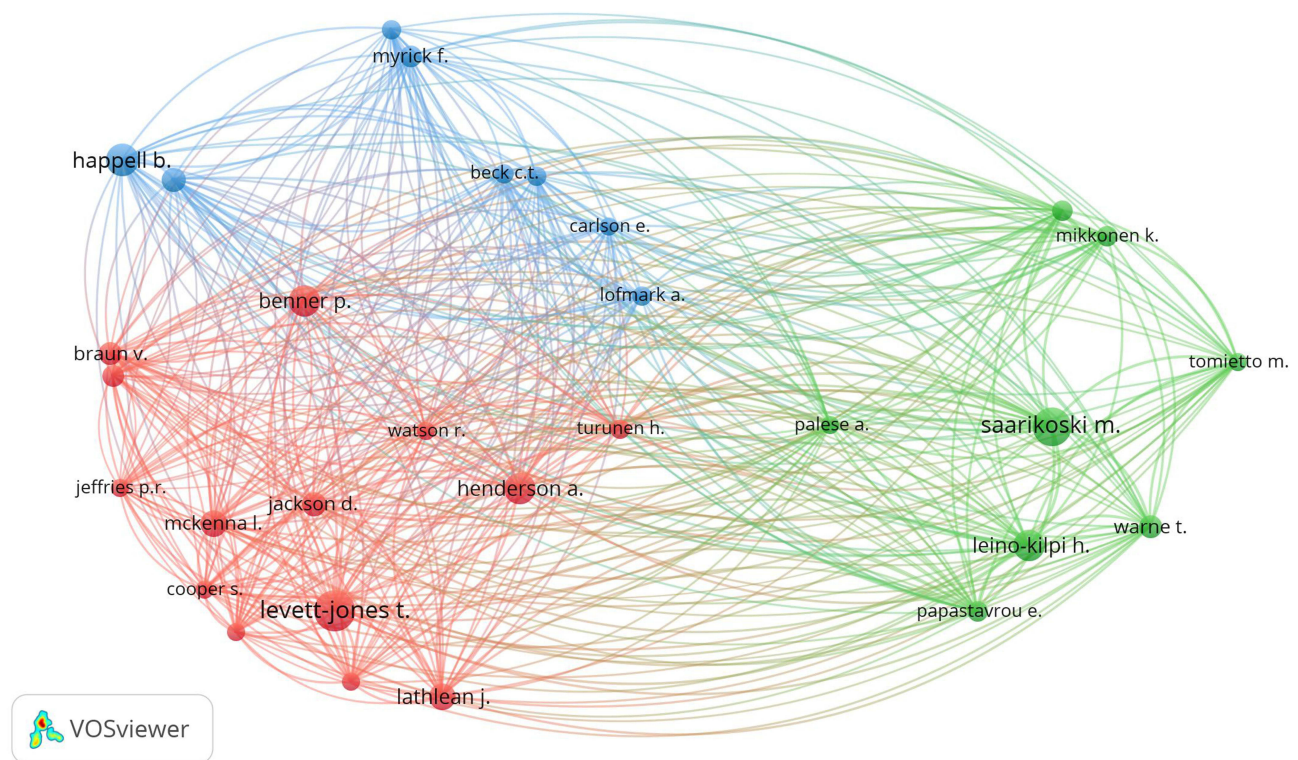 myrick f.
happell b.
beck c.t.
carlson e.
mikkonen k.
lofmark a.
benner p.
braun v.
tomietto m.
saarikoski m.
palese a.
turunen h.
watson r.
jeffries p.r.
henderson a.
jackson d.
mckenna l.
warne t.
leino-kilpi h.
cooper s.
levett-jones t.
papastavrou e.
lathlean j.
VOSviewer